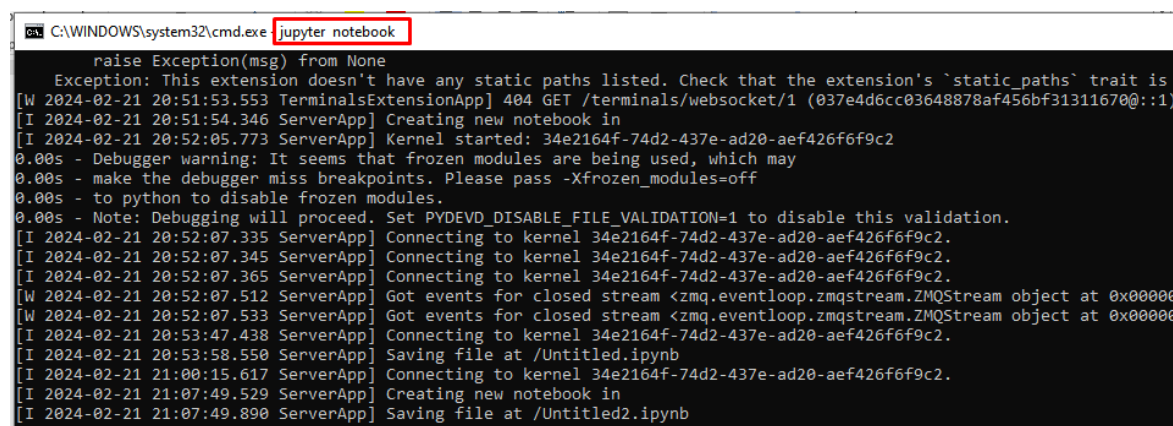 C:\WINDOWS\system32\cmd.exe - jupyter notebook
raise Exception(msg) from None
Exception: This extension doesn't have any static paths listed. Check that the extension's `static_paths` trait is
[W 2024-02-21 20:51:53.553 TerminalsExtensionApp] 404 GET /terminals/websocket/1 (037e4d6cc03648878af456bf31311670@::1)
[I 2024-02-21 20:51:54.346 ServerApp] Creating new notebook in
[I 2024-02-21 20:52:05.773 ServerApp] Kernel started: 34e2164f-74d2-437e-ad20-aef426f6f9c2
0.00s - Debugger warning: It seems that frozen modules are being used, which may
0.00s - make the debugger miss breakpoints. Please pass -Xfrozen_modules=off
0.00s - to python to disable frozen modules.
0.00s - Note: Debugging will proceed. Set PYDEVD_DISABLE_FILE_VALIDATION=1 to disable this validation.
[I 2024-02-21 20:52:07.335 ServerApp] Connecting to kernel 34e2164f-74d2-437e-ad20-aef426f6f9c2.
[I 2024-02-21 20:52:07.345 ServerApp] Connecting to kernel 34e2164f-74d2-437e-ad20-aef426f6f9c2.
[I 2024-02-21 20:52:07.365 ServerApp] Connecting to kernel 34e2164f-74d2-437e-ad20-aef426f6f9c2.
[W 2024-02-21 20:52:07.512 ServerApp] Got events for closed stream <zmq.eventloop.zmqstream.ZMQStream object at 0x00000
[W 2024-02-21 20:52:07.533 ServerApp] Got events for closed stream <zmq.eventloop.zmqstream.ZMQStream object at 0x00000
[I 2024-02-21 20:53:47.438 ServerApp] Connecting to kernel 34e2164f-74d2-437e-ad20-aef426f6f9c2.
[I 2024-02-21 20:53:58.550 ServerApp] Saving file at /Untitled.ipynb
[I 2024-02-21 21:00:15.617 ServerApp] Connecting to kernel 34e2164f-74d2-437e-ad20-aef426f6f9c2.
[I 2024-02-21 21:07:49.529 ServerApp] Creating new notebook in
[I 2024-02-21 21:07:49.890 ServerApp] Saving file at /Untitled2.ipynb